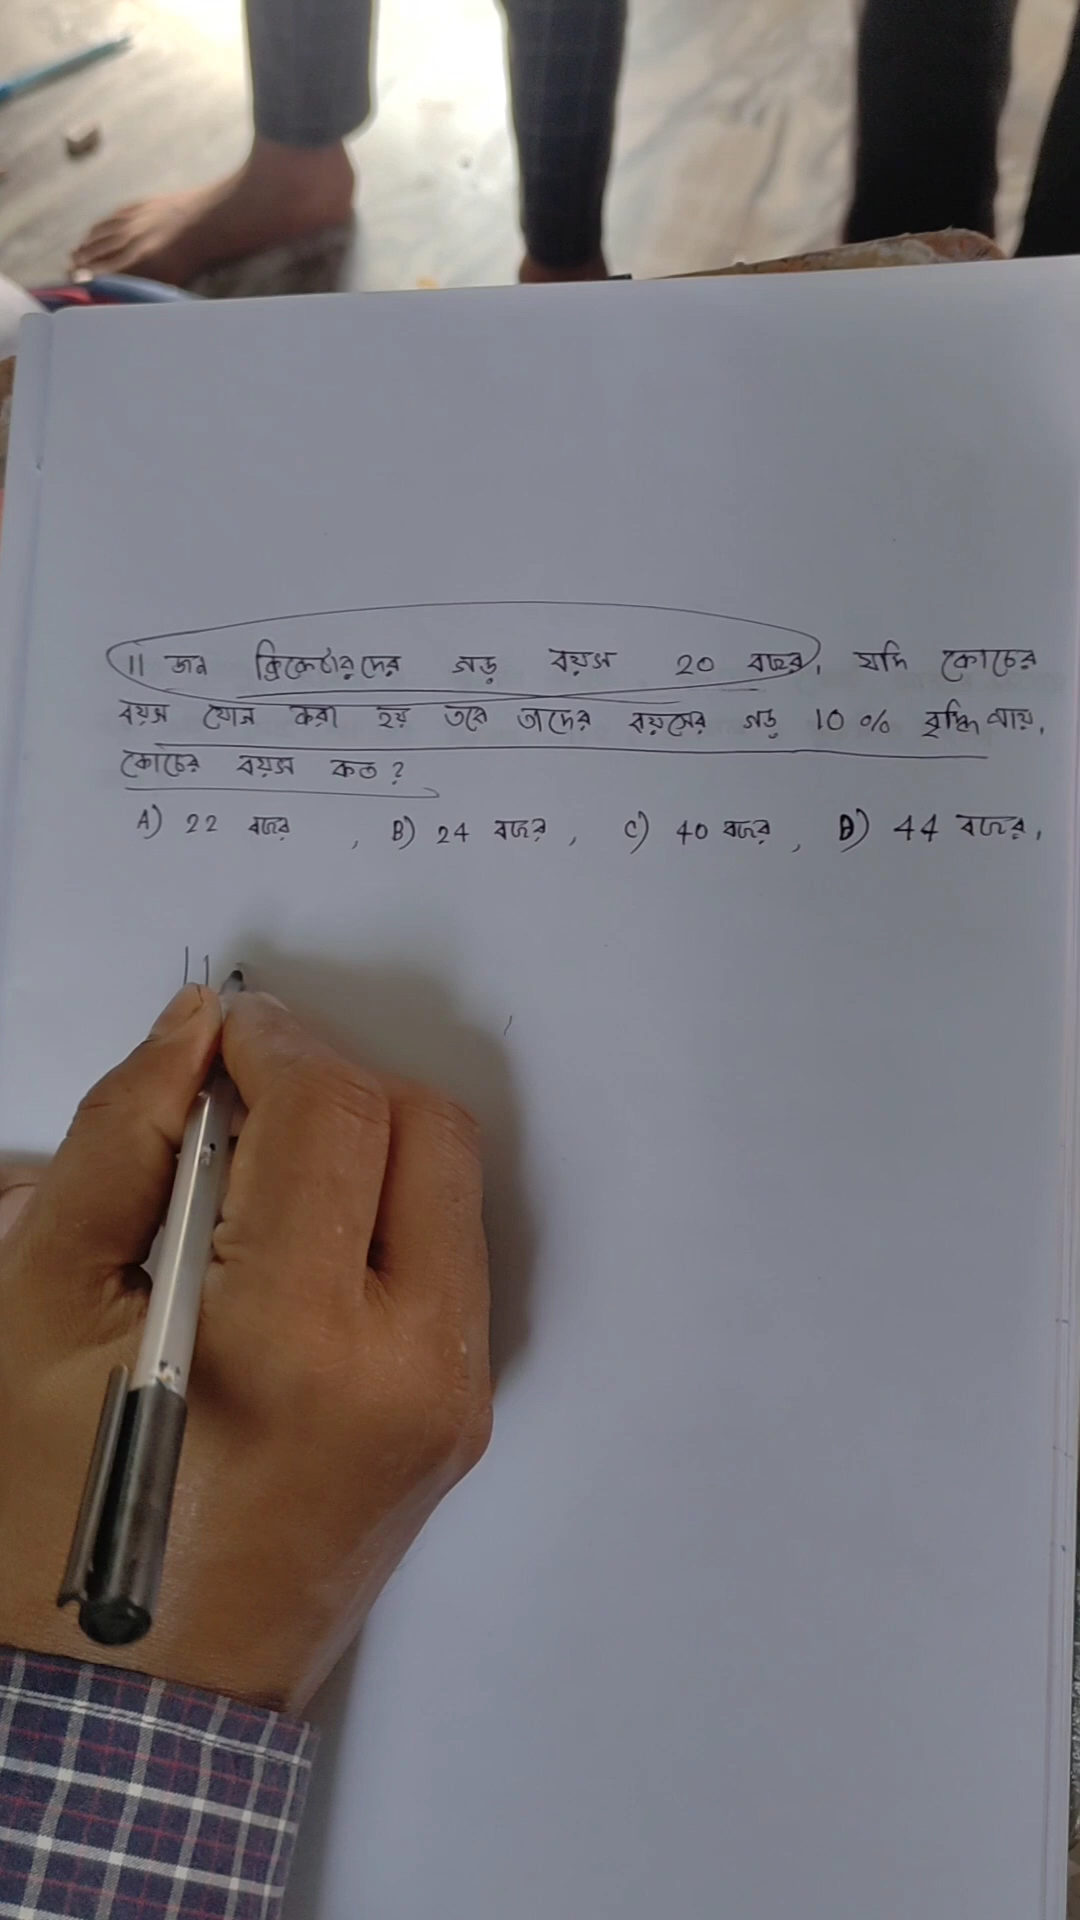 11 জন ক্রিকেটারদের গড় বয়স 20 বছর, যদি কোচের
বয়স যোগ করা হয় তবে তাদের বয়সের গড় 10% বৃদ্ধি পায়,
কোচের বয়স কত?
A) 22 বছর , B) 24 বছর , C) 40 বছর , D) 44 বছর,
11